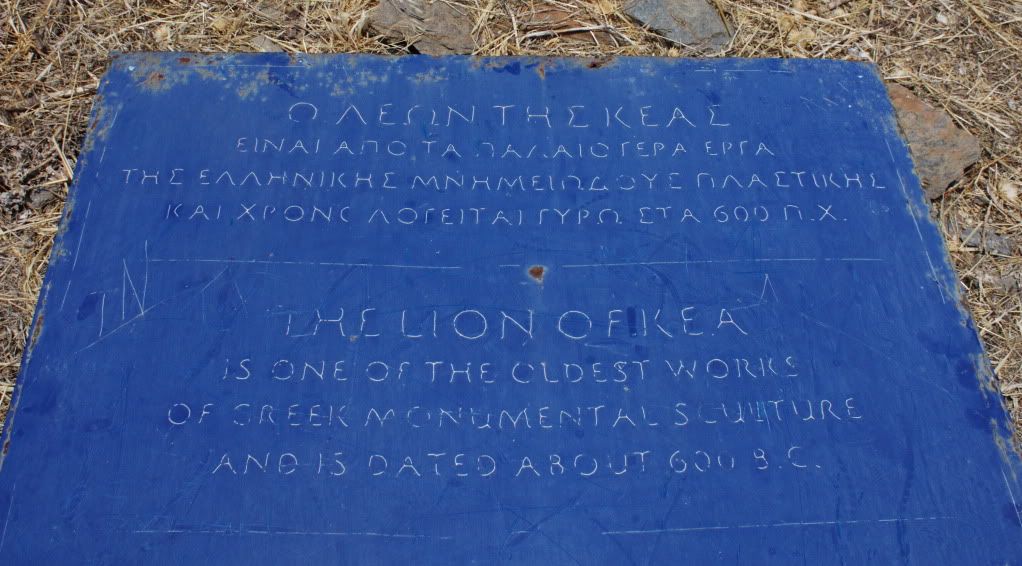 Ο ΛΕΩΝ ΤΗΣ ΚΕΑΣ
ΕΙΝΑΙ ΑΠΟ ΤΑ ΠΑΛΑΙΟΤΕΡΑ ΕΡΓΑ
ΤΗΣ ΕΛΛΗΝΙΚΗΣ ΜΝΗΜΕΙΩΔΟΥΣ ΠΛΑΣΤΙΚΗΣ
ΚΑΙ ΧΡΟΝΟΛΟΓΕΙΤΑΙ ΓΥΡΩ ΣΤΑ 600 Π.Χ.
THE LION OF KEA
IS ONE OF THE OLDEST WORKS
OF GREEK MONUMENTAL SCULTURE
AND IS DATED ABOUT 600 B.C.